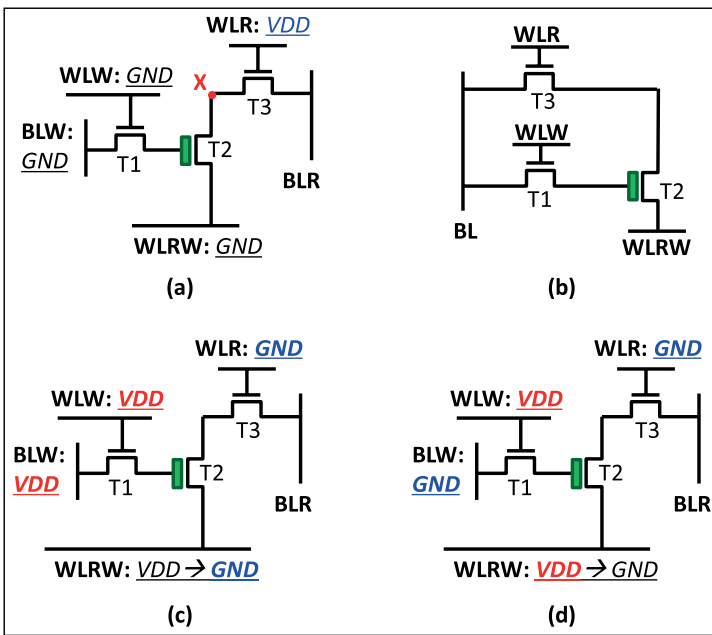 WLR: VDD
WLW: GND
X
T3
BLW:
GND
T1
T2
BLR
WLRW: GND
(a)
WLR
T3
WLW
T1
T2
BL
WLRW
(b)
WLR: GND
WLW: VDD
T3
BLW:
VDD
T1
T2
BLR
WLRW: VDD → GND
(c)
WLR: GND
WLW: VDD
T3
BLW:
GND
T1
T2
BLR
WLRW: VDD → GND
(d)